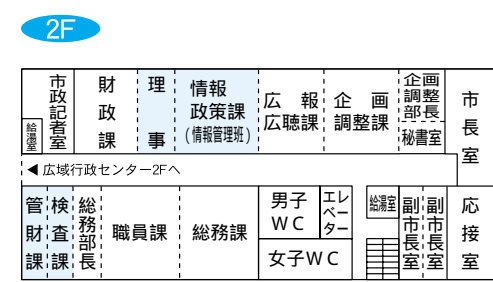 2F
市政記者室
給湯室
財政課
理事
情報
政策課
(情報管理班)
広報
広聴課
企画
調整課
企画
調整
部長
秘書室
市長室
◀広域行政センター2Fへ
管財課
検査課
総務部長
職員課
総務課
男子
WC
エレ
ベー
ター
女子WC
給湯室
副市長室
副市長室
応接室